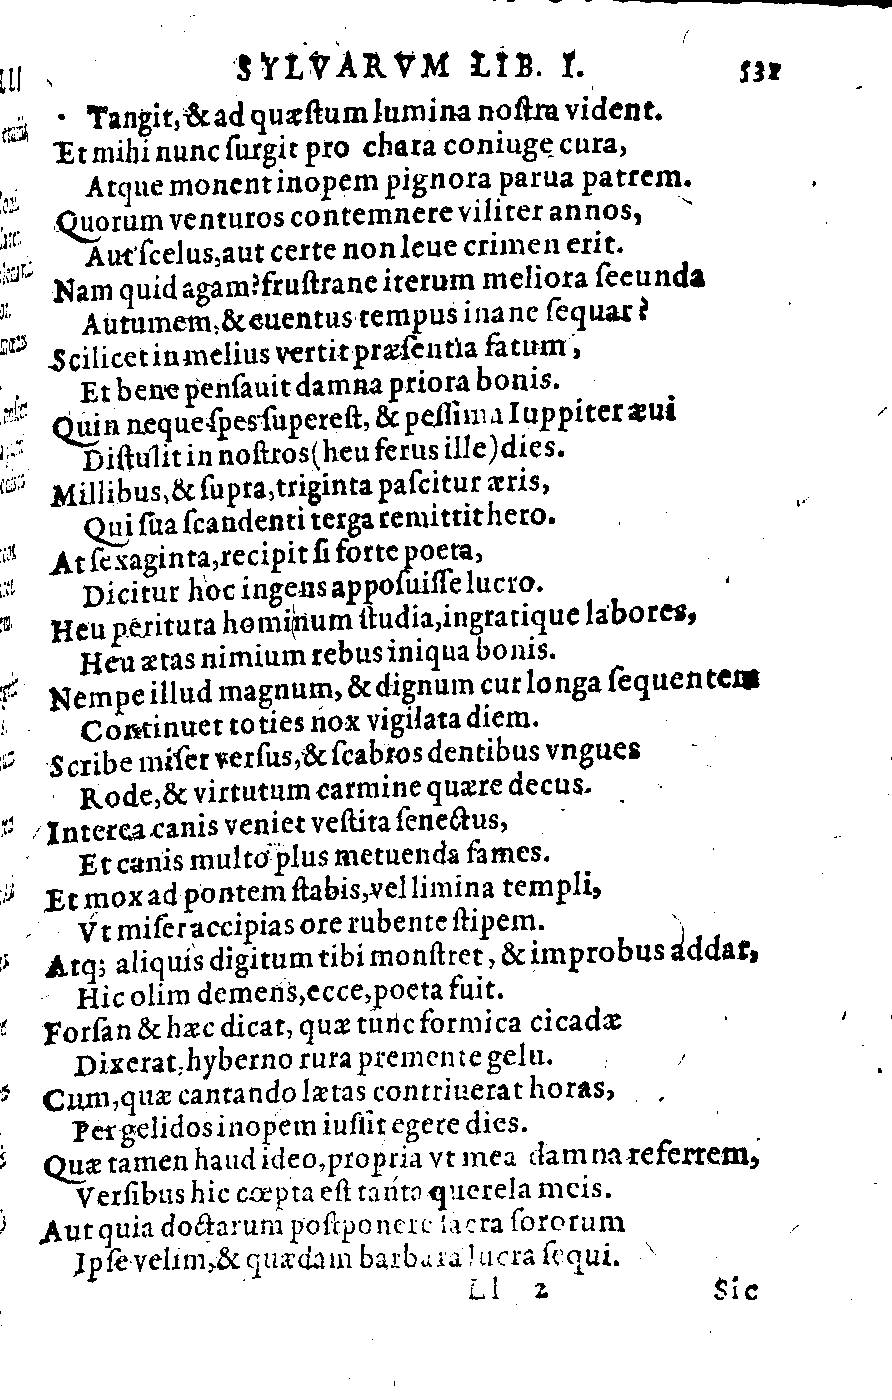 SYLVARVM LIB. I. 531
Tangit, & ad quæſtum lumina noſtra vident.
Et mihi nunc ſurgit pro chara coniuge cura,
Atque monent inopem pignora parua patrem.
Quorum venturos contemnere viliter annos,
Aut ſcelus, aut certe non leue crimen erit.
Nam quid agam? fruſtrane iterum meliora ſecunda
Autumem, & euentus tempus inane ſequar?
Scilicet in melius vertit præſentia fatum,
Et bene penſauit damna priora bonis.
Quin neque ſpes ſupereſt, & peſſima Iuppiter æui
Diſtulit in noſtros (heu ferus ille) dies.
Millibus, & ſupra, triginta paſcitur æris,
Qui ſua ſcandenti terga remittit hero.
At ſexaginta, recipit ſi forte poeta,
Dicitur hoc ingens appoſuiſſe lucro.
Heu peritura hominum ſtudia, ingratique labores,
Heu ætas nimium rebus iniqua bonis.
Nempe illud magnum, & dignum cur longa ſequentem
Continuet toties nox vigilata diem.
Scribe miſer verſus, & ſcabros dentibus vngues
Rode, & virtutum carmine quære decus.
Interea canis veniet veſtita ſenectus,
Et canis multo plus metuenda fames.
Et mox ad pontem ſtabis, vel limina templi,
Vt miſer accipias ore rubente ſtipem.
Atq; aliquis digitum tibi monſtret, & improbus addat,
Hic olim demens, ecce, poeta fuit.
Forſan & hæc dicat, quæ tunc formica cicadæ
Dixerat, hyberno rura premente gelu.
Cum, quæ cantando lætas contriuerat horas,
Per gelidos inopem iuſſit egere dies.
Quæ tamen haud ideo, propria vt mea damna referrem,
Verſibus hic cœpta eſt tanto querela meis.
Aut quia doctarum poſtponere ſacra ſororum
Ipſe velim, & quædam barbara lucra ſequi.
Ll 2 Sic